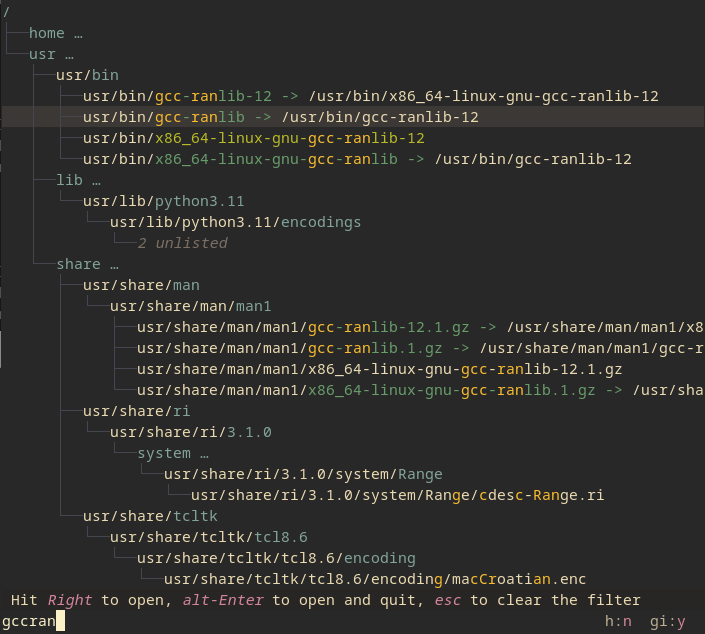 /
home …
usr …
usr/bin
usr/bin/gcc-ranlib-12 -> /usr/bin/x86_64-linux-gnu-gcc-ranlib-12
usr/bin/gcc-ranlib -> /usr/bin/gcc-ranlib-12
usr/bin/x86_64-linux-gnu-gcc-ranlib-12
usr/bin/x86_64-linux-gnu-gcc-ranlib -> /usr/bin/gcc-ranlib-12
lib …
usr/lib/python3.11
usr/lib/python3.11/encodings
2 unlisted
share …
usr/share/man
usr/share/man/man1
usr/share/man/man1/gcc-ranlib-12.1.gz -> /usr/share/man/man1/x8
usr/share/man/man1/gcc-ranlib.1.gz -> /usr/share/man/man1/gcc-r
usr/share/man/man1/x86_64-linux-gnu-gcc-ranlib-12.1.gz
usr/share/man/man1/x86_64-linux-gnu-gcc-ranlib.1.gz -> /usr/sha
usr/share/ri
usr/share/ri/3.1.0
system …
usr/share/ri/3.1.0/system/Range
usr/share/ri/3.1.0/system/Range/cdesc-Range.ri
usr/share/tcltk
usr/share/tcltk/tcl8.6
usr/share/tcltk/tcl8.6/encoding
usr/share/tcltk/tcl8.6/encoding/macCroatian.enc
Hit Right to open, alt-Enter to open and quit, esc to clear the filter
gccran h:n gi:y